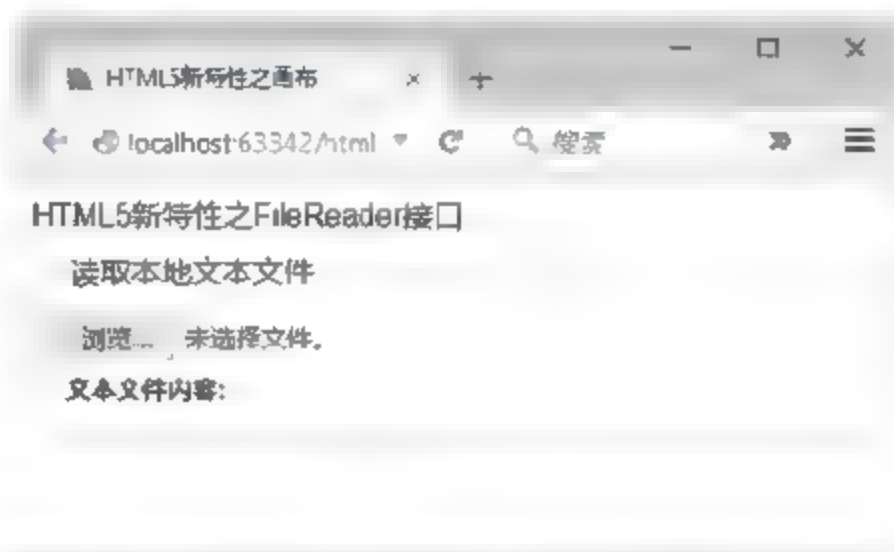 HTML5新特性之画布
localhost:63342/html
搜索
HTML5新特性之FileReader接口
读取本地文本文件
浏览... 未选择文件。
文本文件内容: